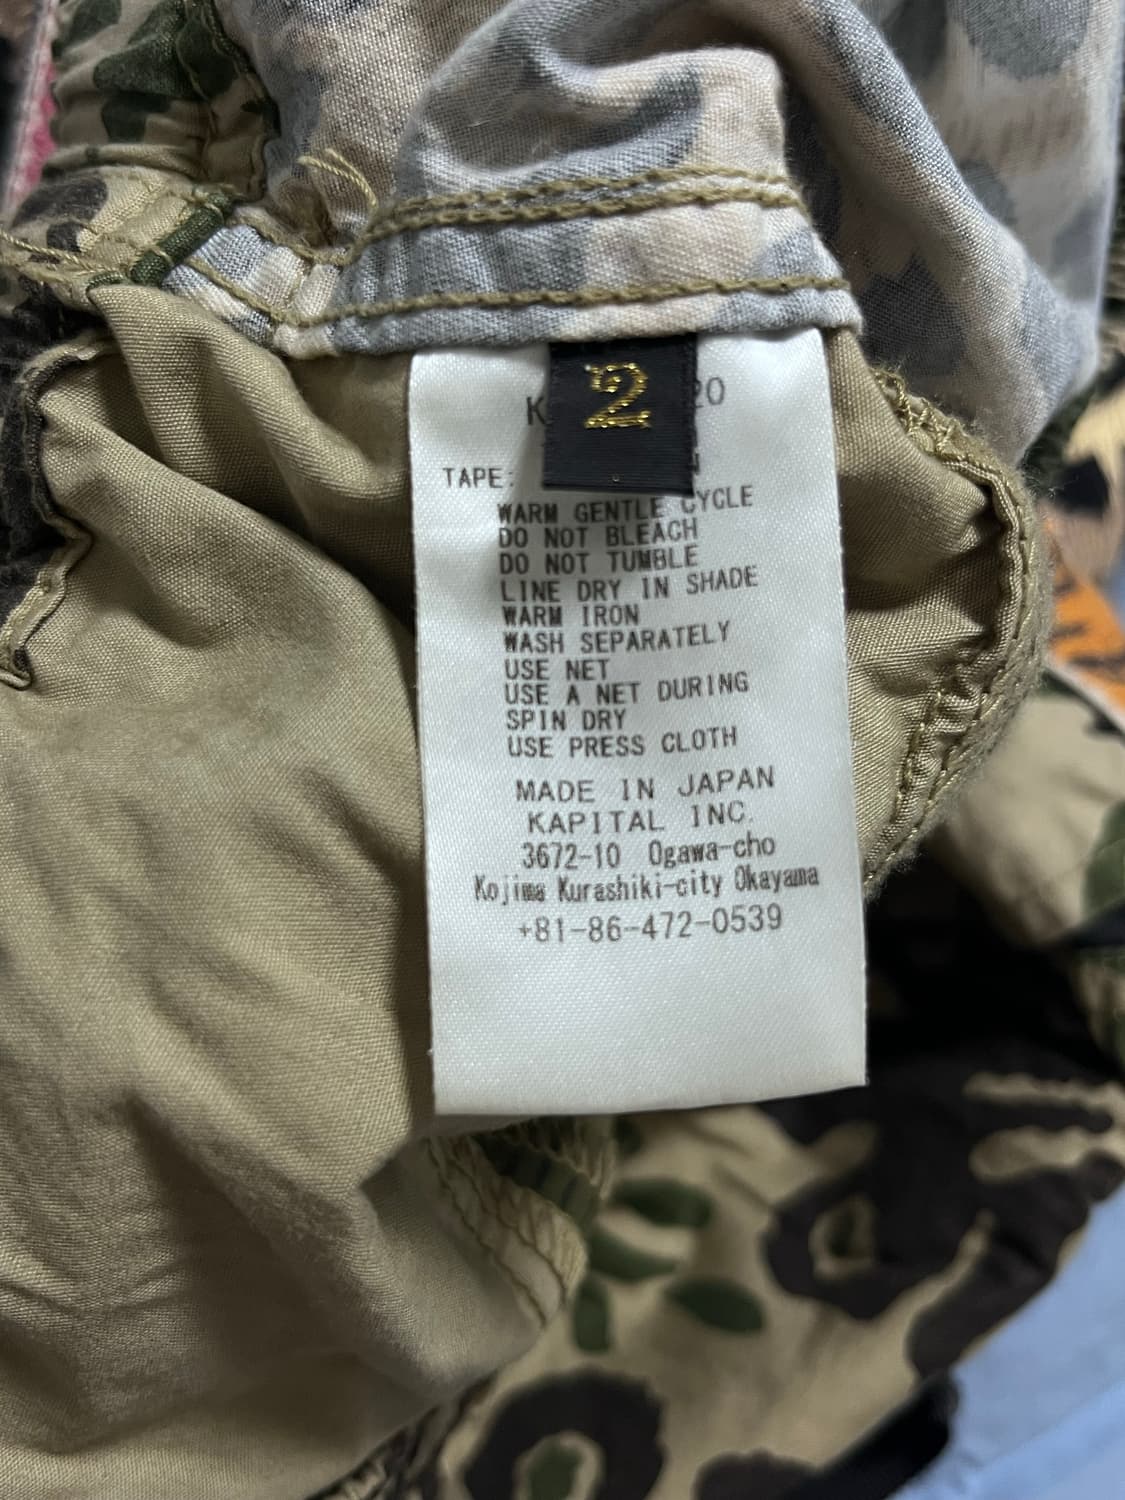 2
20
TAPE:
WARM GENTLE CYCLE
DO NOT BLEACH
DO NOT TUMBLE
LINE DRY IN SHADE
WARM IRON
WASH SEPARATELY
USE NET
USE A NET DURING
SPIN DRY
USE PRESS CLOTH
MADE IN JAPAN
KAPITAL INC.
3672-10 Ogawa-cho
Kojima Kurashiki-city Okayama
+81-86-472-0539